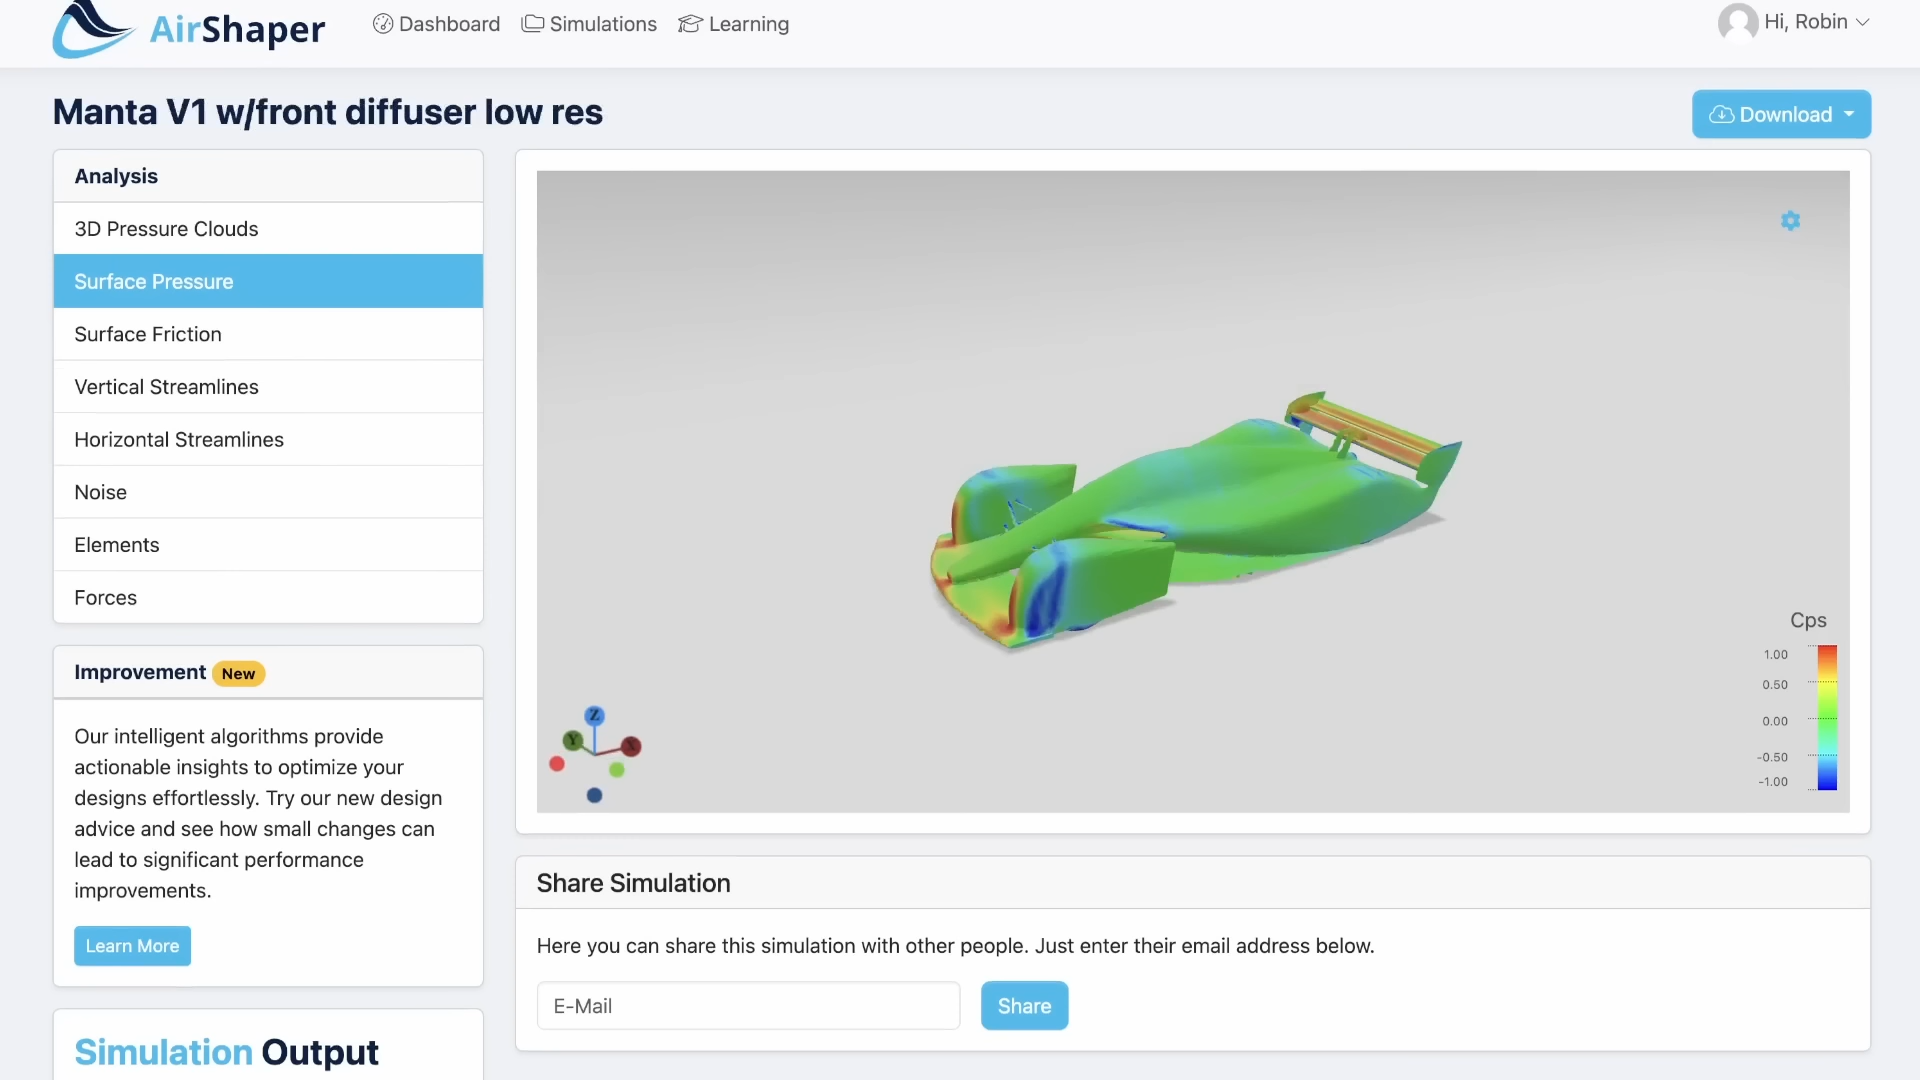 AirShaper
Dashboard
Simulations
Learning
Hi, Robin
Manta V1 w/front diffuser low res
Download
Analysis
3D Pressure Clouds
Surface Pressure
Surface Friction
Vertical Streamlines
Horizontal Streamlines
Noise
Elements
Forces
Improvement New
Our intelligent algorithms provide
actionable insights to optimize your
designs effortlessly. Try our new design
advice and see how small changes can
lead to significant performance
improvements.
Learn More
Simulation Output
Z
Y
X
Cps
1.00
0.50
0.00
-0.50
-1.00
Share Simulation
Here you can share this simulation with other people. Just enter their email address below.
E-Mail
Share